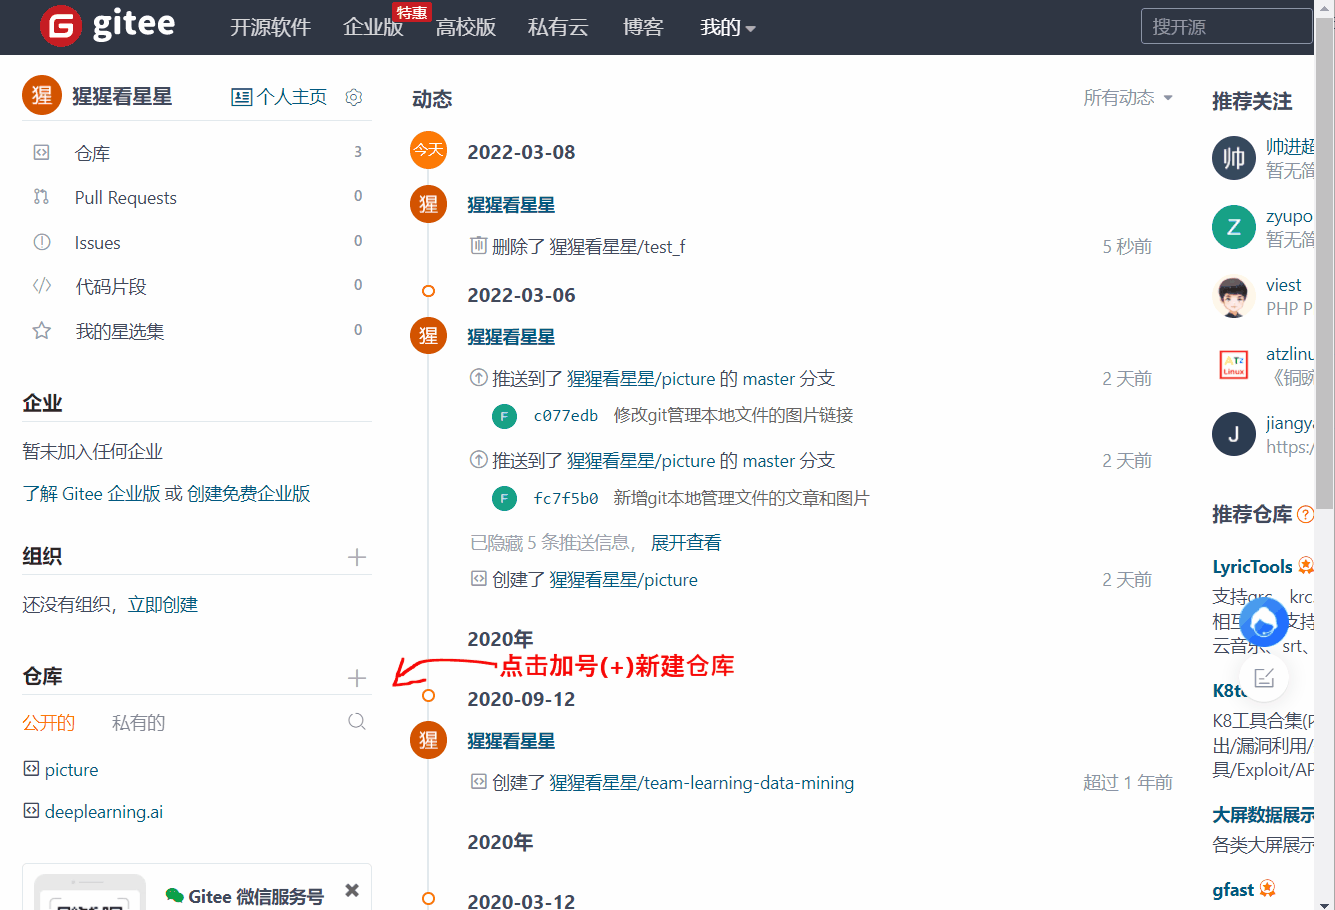 gitee
开源软件
企业版
特惠
高校版
私有云
博客
我的
搜开源
猩
猩猩看星星
个人主页
仓库 3
Pull Requests 0
Issues 0
代码片段 0
我的星选集 0
企业
暂未加入任何企业
了解 Gitee 企业版 或 创建免费企业版
组织
还没有组织，立即创建
仓库
公开的 私有的
picture
deeplearning.ai
Gitee 微信服务号
动态
所有动态
今天 2022-03-08
猩 猩猩看星星
删除了 猩猩看星星/test_f 5 秒前
2022-03-06
猩 猩猩看星星
推送到了 猩猩看星星/picture 的 master 分支 2 天前
F c077edb 修改git管理本地文件的图片链接
推送到了 猩猩看星星/picture 的 master 分支 2 天前
F fc7f5b0 新增git本地管理文件的文章和图片
已隐藏 5 条推送信息， 展开查看
创建了 猩猩看星星/picture 2 天前
2020年
点击加号(+)新建仓库
2020-09-12
猩 猩猩看星星
创建了 猩猩看星星/team-learning-data-mining 超过 1 年前
2020年
2020-03-12
推荐关注
帅 帅进超
暂无简
Z zyupo
暂无简
viest
PHP P
ATZ Linux atzlinu
《铜豌
J jiangy
https:/
推荐仓库
LyricTools
支持qrc、krc
相互 支持
云音乐、srt、
K8t
K8工具合集(内
出/漏洞利用/
具/Exploit/AP
大屏数据展示
各类大屏展示
gfast